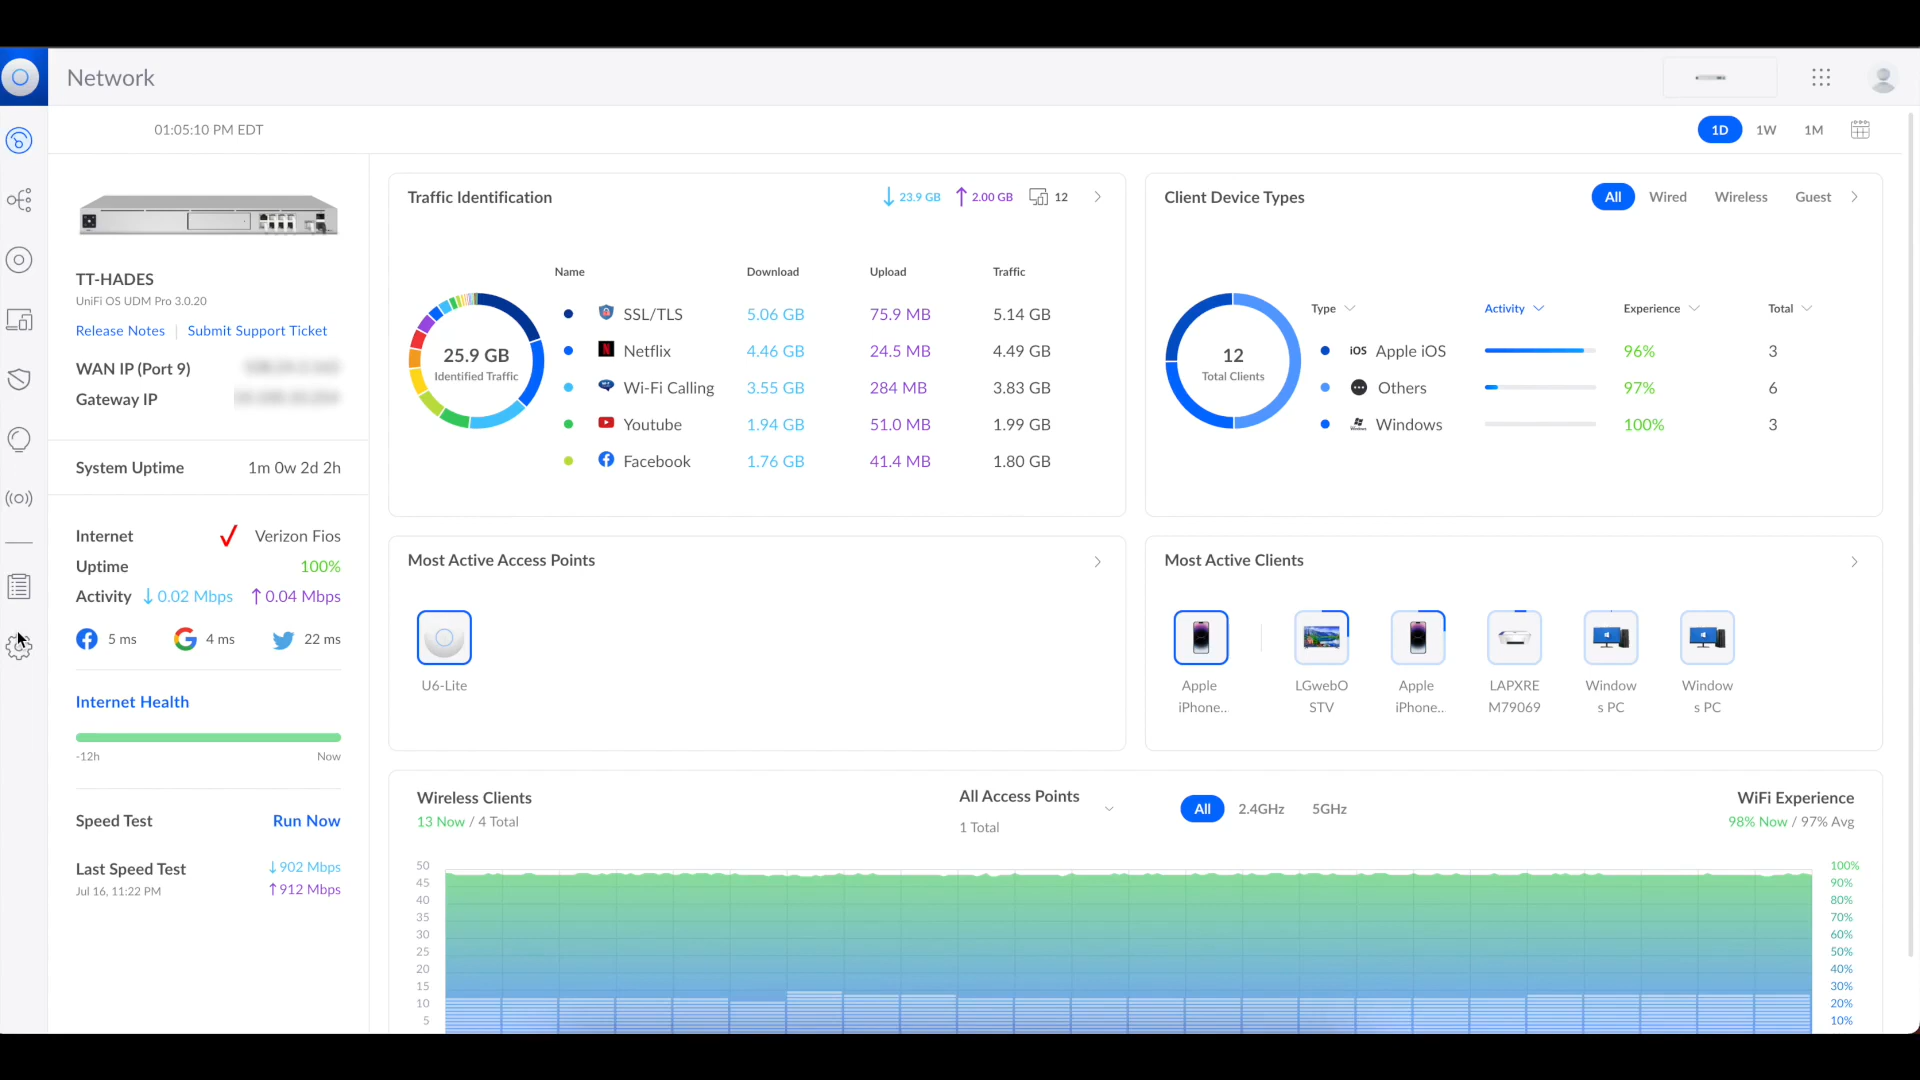 Network
01:05:10 PM EDT
1D 1W 1M
TT-HADES
UniFi OS UDM Pro 3.0.20
Release Notes | Submit Support Ticket
WAN IP (Port 9)
Gateway IP
System Uptime 1m 0w 2d 2h
Internet Verizon Fios
Uptime 100%
Activity ↓ 0.02 Mbps ↑ 0.04 Mbps
5 ms 4 ms 22 ms
Internet Health
-12h Now
Speed Test Run Now
Last Speed Test ↓ 902 Mbps
Jul 16, 11:22 PM ↑ 912 Mbps
Traffic Identification ↓ 23.9 GB ↑ 2.00 GB 12
25.9 GB
Identified Traffic
Name Download Upload Traffic
SSL/TLS 5.06 GB 75.9 MB 5.14 GB
Netflix 4.46 GB 24.5 MB 4.49 GB
Wi-Fi Calling 3.55 GB 284 MB 3.83 GB
Youtube 1.94 GB 51.0 MB 1.99 GB
Facebook 1.76 GB 41.4 MB 1.80 GB
Client Device Types All Wired Wireless Guest
12
Total Clients
Type Activity Experience Total
iOS Apple iOS 96% 3
Others 97% 6
Windows 100% 3
Most Active Access Points
U6-Lite
Most Active Clients
Apple iPhone...
LGwebO STV
Apple iPhone...
LAPXRE M79069
Window s PC
Window s PC
Wireless Clients
13 Now / 4 Total
All Access Points
1 Total
All 2.4GHz 5GHz
WiFi Experience
98% Now / 97% Avg
50 100%
45 90%
40 80%
35 70%
30 60%
25 50%
20 40%
15 30%
10 20%
5 10%